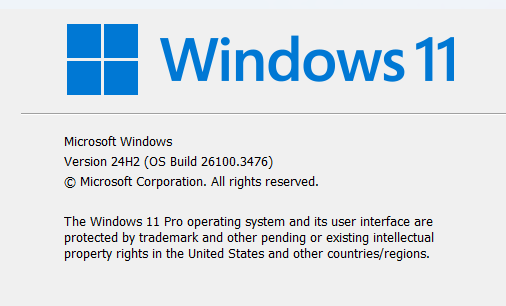 Windows 11
Microsoft Windows
Version 24H2 (OS Build 26100.3476)
© Microsoft Corporation. All rights reserved.
The Windows 11 Pro operating system and its user interface are
protected by trademark and other pending or existing intellectual
property rights in the United States and other countries/regions.